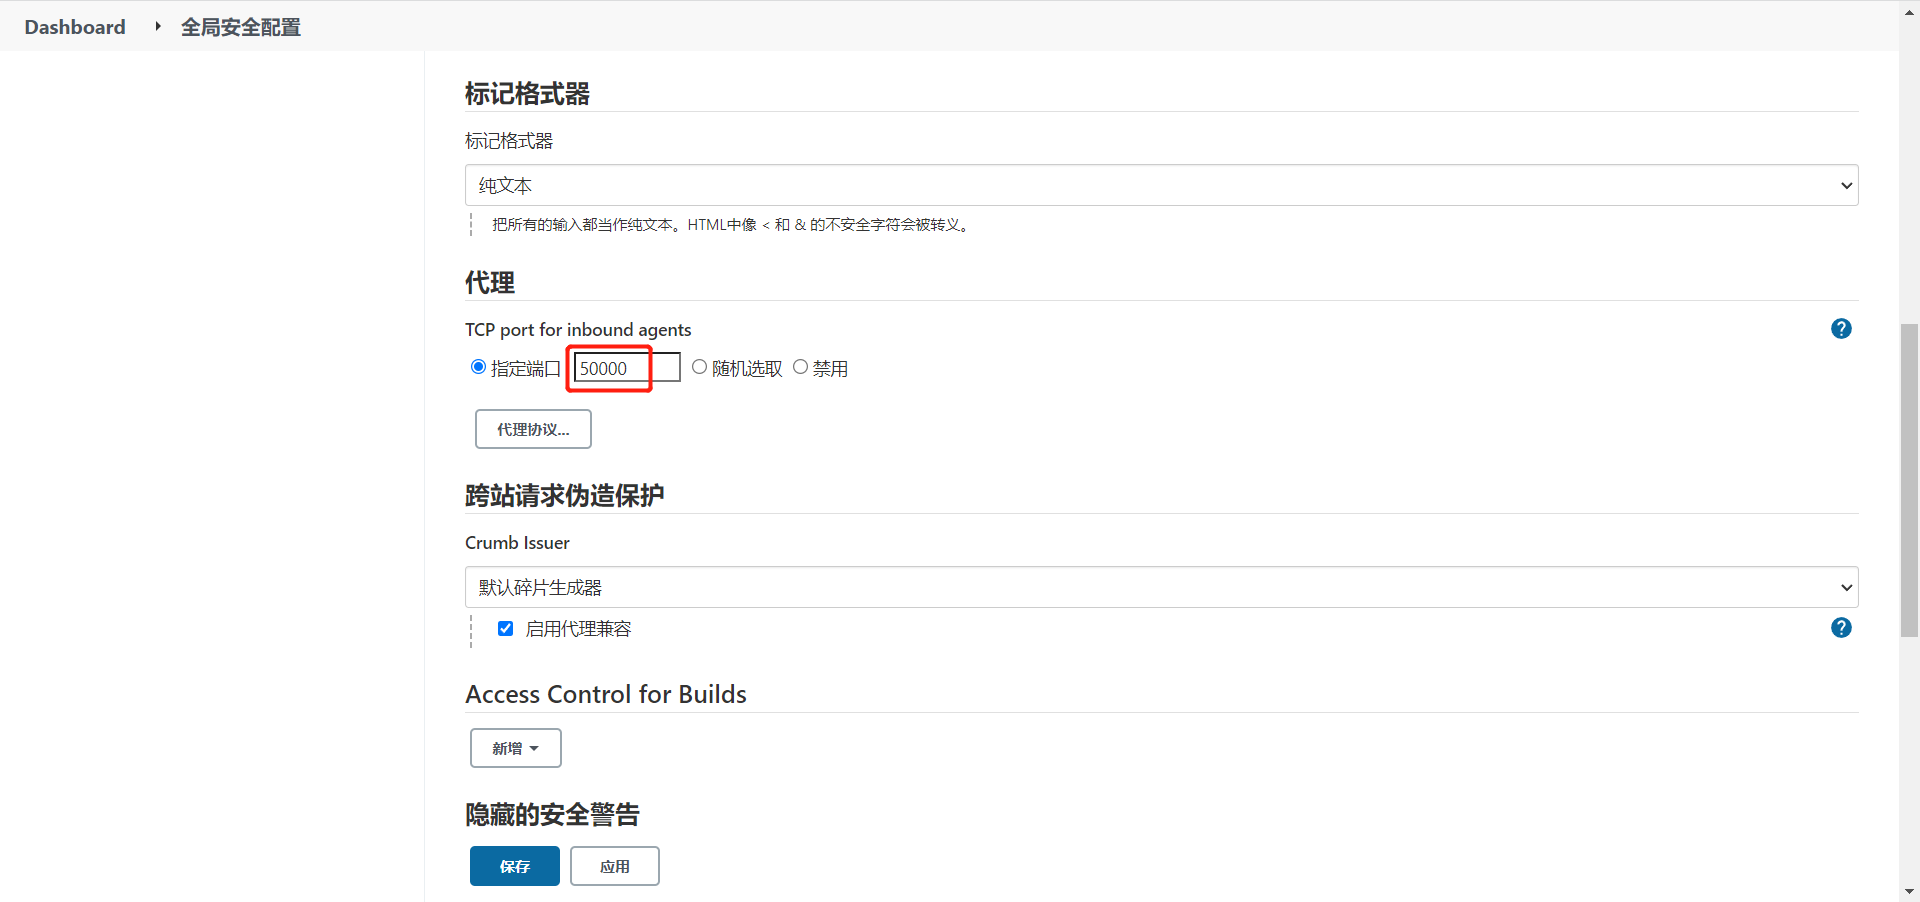 Dashboard 全局安全配置
标记格式器
标记格式器
纯文本
把所有的输入都当作纯文本。HTML中像 < 和 & 的不安全字符会被转义。
代理
TCP port for inbound agents
?
指定端口 50000 随机选取 禁用
代理协议...
跨站请求伪造保护
Crumb Issuer
默认碎片生成器
启用代理兼容 ?
Access Control for Builds
新增
隐藏的安全警告
保存 应用